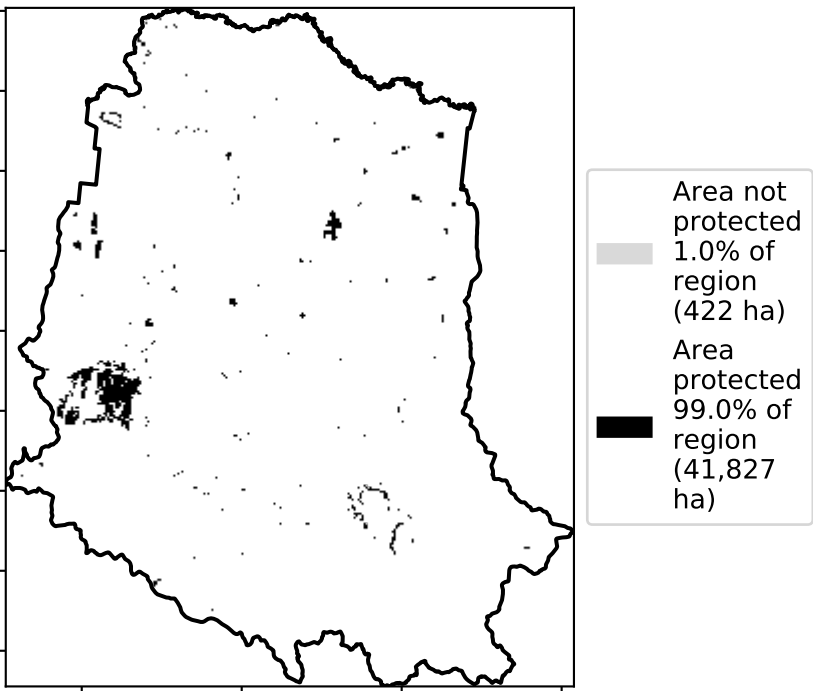 Area not
protected
1.0% of
region
(422 ha)
Area
protected
99.0% of
region
(41,827
ha)